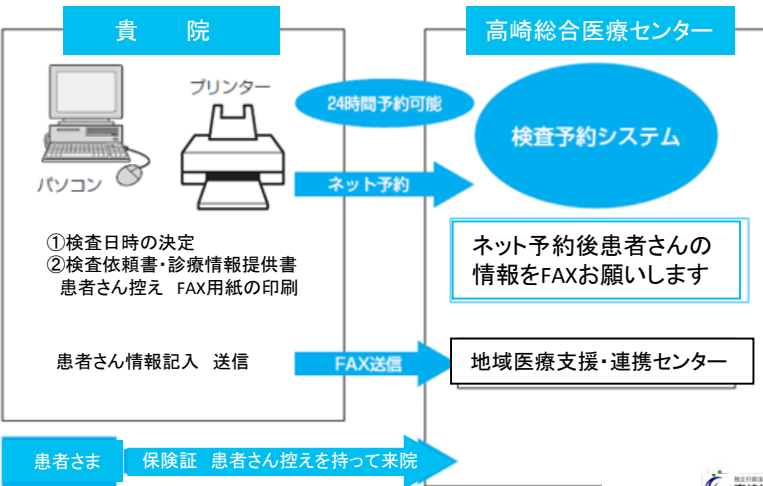 貴　院
高崎総合医療センター
プリンター
パソコン
24時間予約可能
検査予約システム
ネット予約
①検査日時の決定
②検査依頼書・診療情報提供書
患者さん控え　FAX用紙の印刷
ネット予約後患者さんの
情報をFAXお願いします
患者さん情報記入　送信
FAX送信
地域医療支援・連携センター
患者さま
保険証　患者さん控えを持って来院
独立行政法